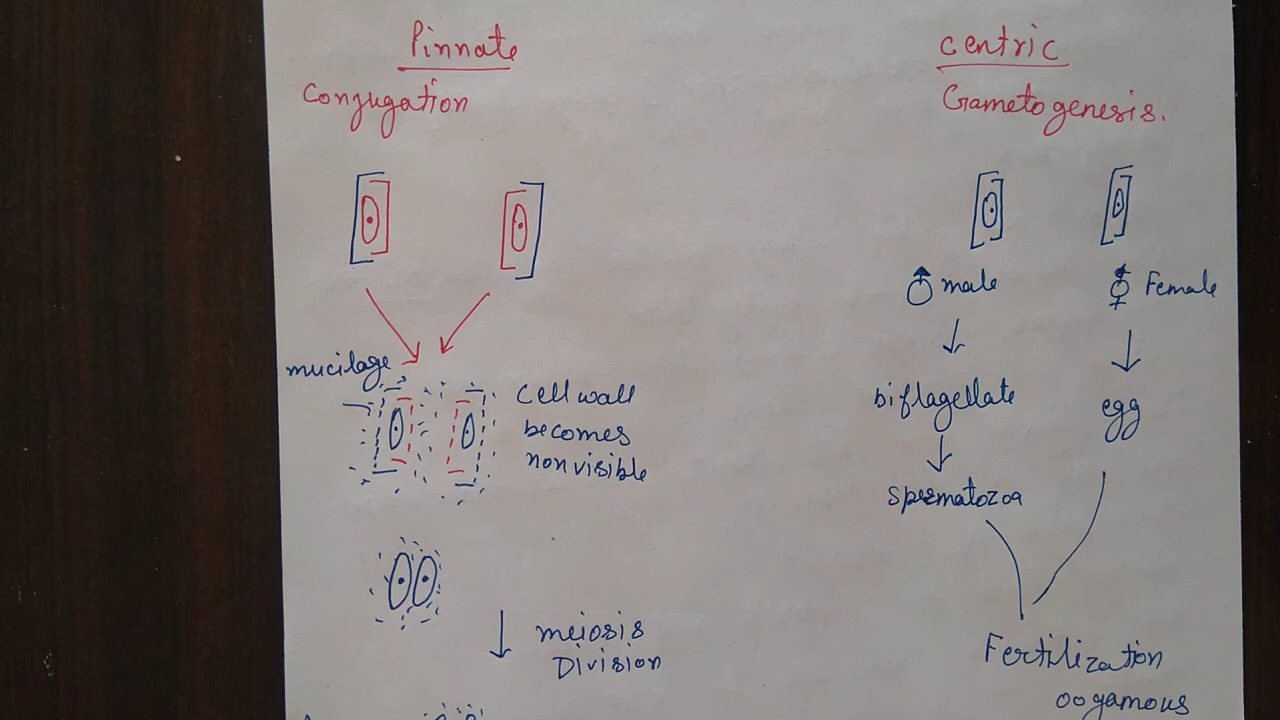 Pinnate
Conjugation
mucilage
Cell wall
becomes
nonvisible
meiosis
Division
centric
Gametogenesis.
♂ male
Female
biflagellate
egg
Spermatozoa
Fertilization
oogamous